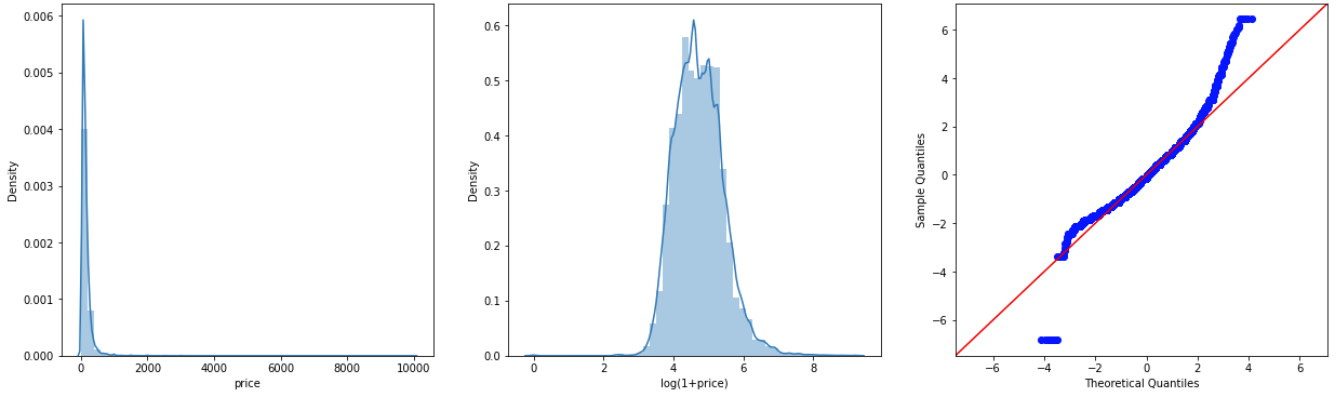 0.006
0.005
0.004
0.003
0.002
0.001
0.000
Density
0 2000 4000 6000 8000 10000
price
0.6
0.5
0.4
0.3
0.2
0.1
0.0
Density
0 2 4 6 8
log(1+price)
6
4
2
0
−2
−4
−6
Sample Quantiles
−6 −4 −2 0 2 4 6
Theoretical Quantiles